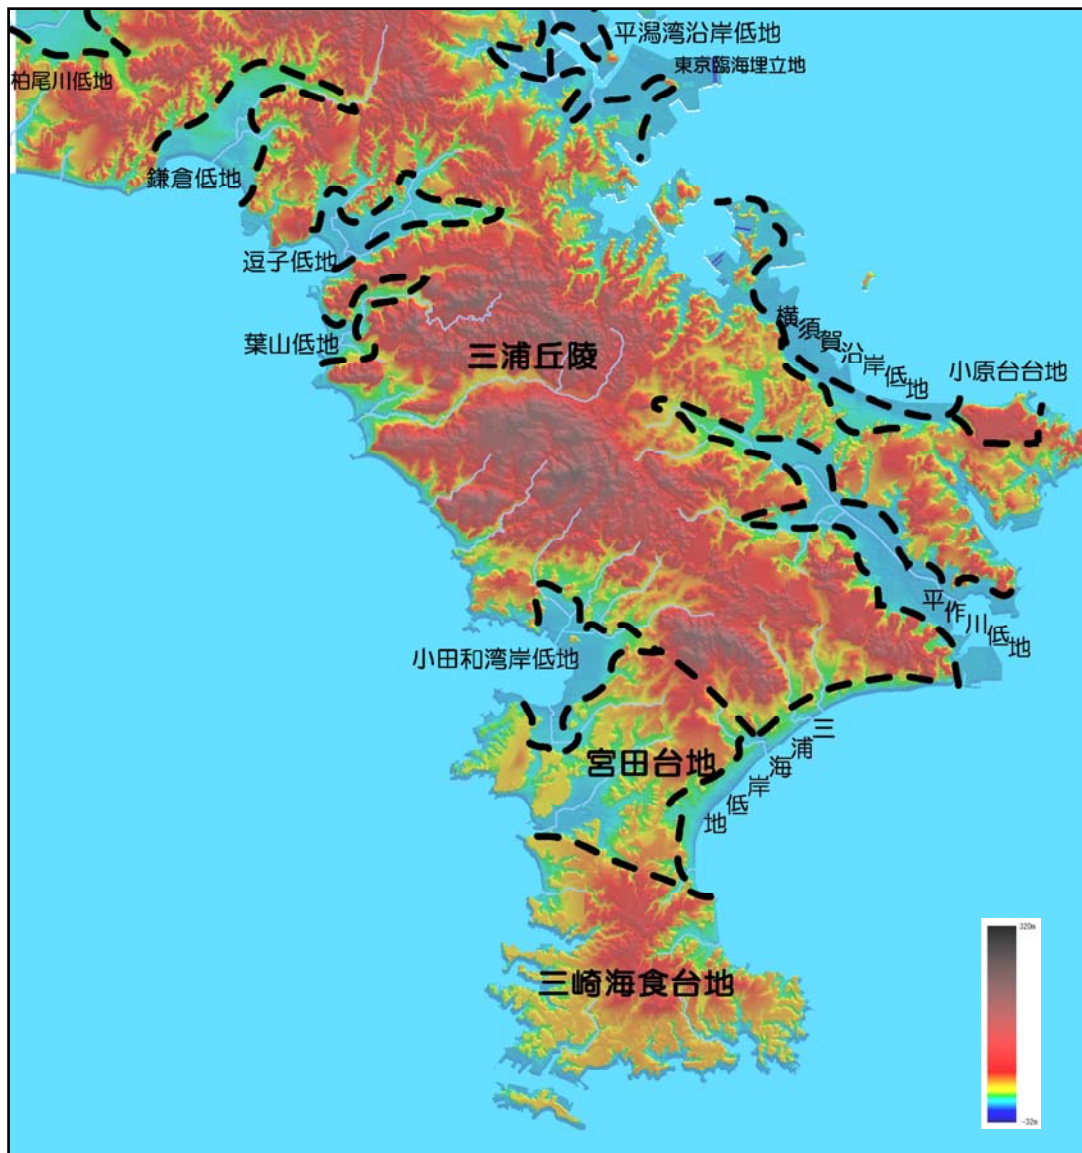 平潟湾沿岸低地
東京臨海埋立地
柏尾川低地
鎌倉低地
逗子低地
葉山低地
三浦丘陵
横須賀沿岸低地
小原台台地
平作川低地
小田和湾岸低地
宮田台地
三浦海岸低地
三崎海食台地
320m
-32m